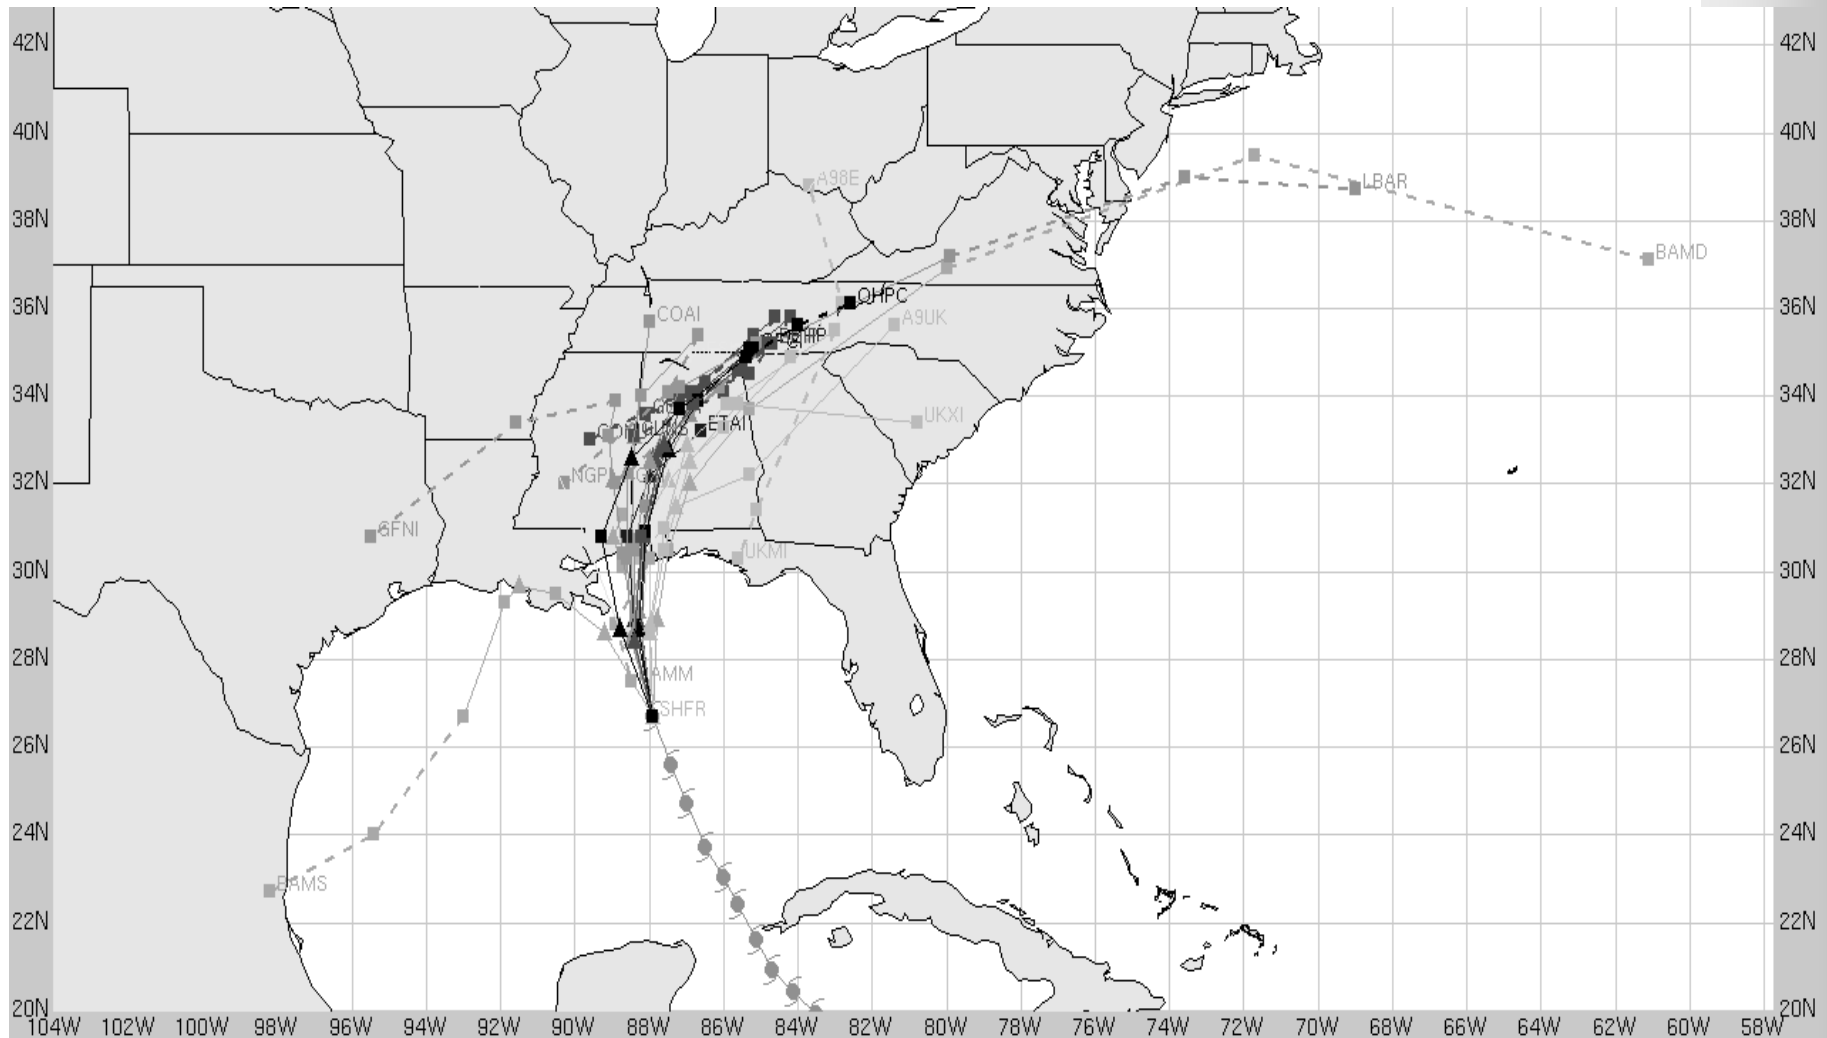 42N 42N
40N 40N
A98E
LBAR
38N 38N
BAMD
36N OHPC 36N
COAI A9UK
34N 34N
UKXI
ETAI
32N NGP 32N
GFNI
UKMI
30N 30N
28N 28N
AMM
SHFR
26N 26N
24N 24N
BAMS
22N 22N
20N 20N
104W 102W 100W 98W 96W 94W 92W 90W 88W 86W 84W 82W 80W 78W 76W 74W 72W 70W 68W 66W 64W 62W 60W 58W